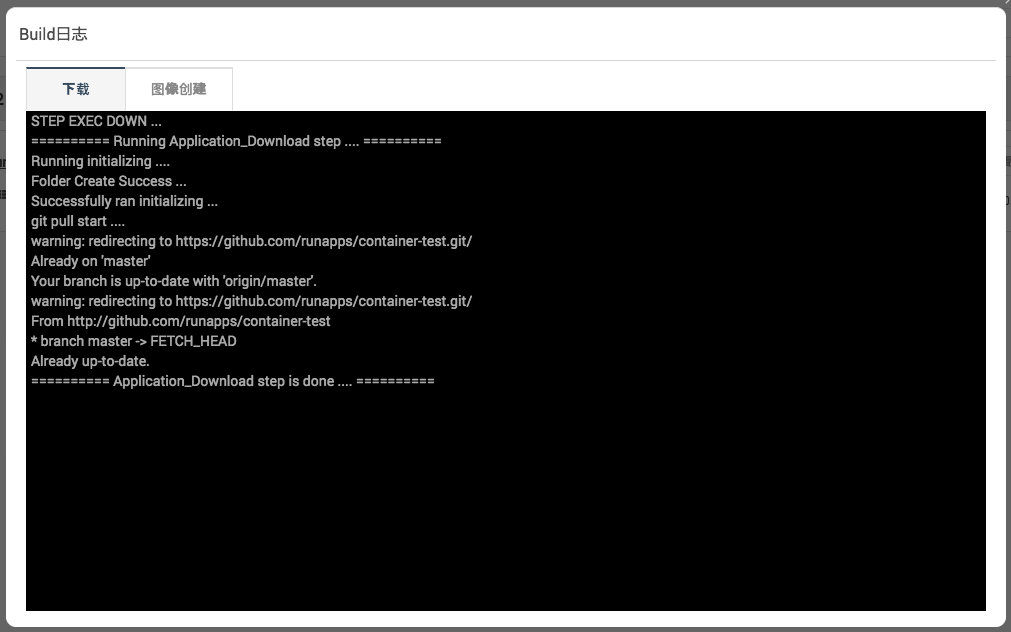 Build日志
下载
图像创建
STEP EXEC DOWN ...
========== Running Application_Download step .... ==========
Running initializing ....
Folder Create Success ...
Successfully ran initializing ...
git pull start ....
warning: redirecting to https://github.com/runapps/container-test.git/
Already on 'master'
Your branch is up-to-date with 'origin/master'.
warning: redirecting to https://github.com/runapps/container-test.git/
From http://github.com/runapps/container-test
* branch master -> FETCH_HEAD
Already up-to-date.
========== Application_Download step is done .... ==========